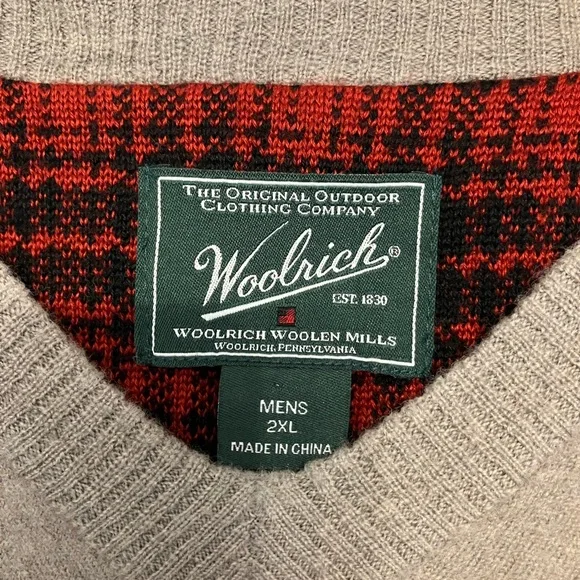 THE ORIGINAL OUTDOOR
CLOTHING COMPANY
Woolrich®
EST. 1830
WOOLRICH WOOLEN MILLS
WOOLRICH, PENNSYLVANIA
MENS
2XL
MADE IN CHINA